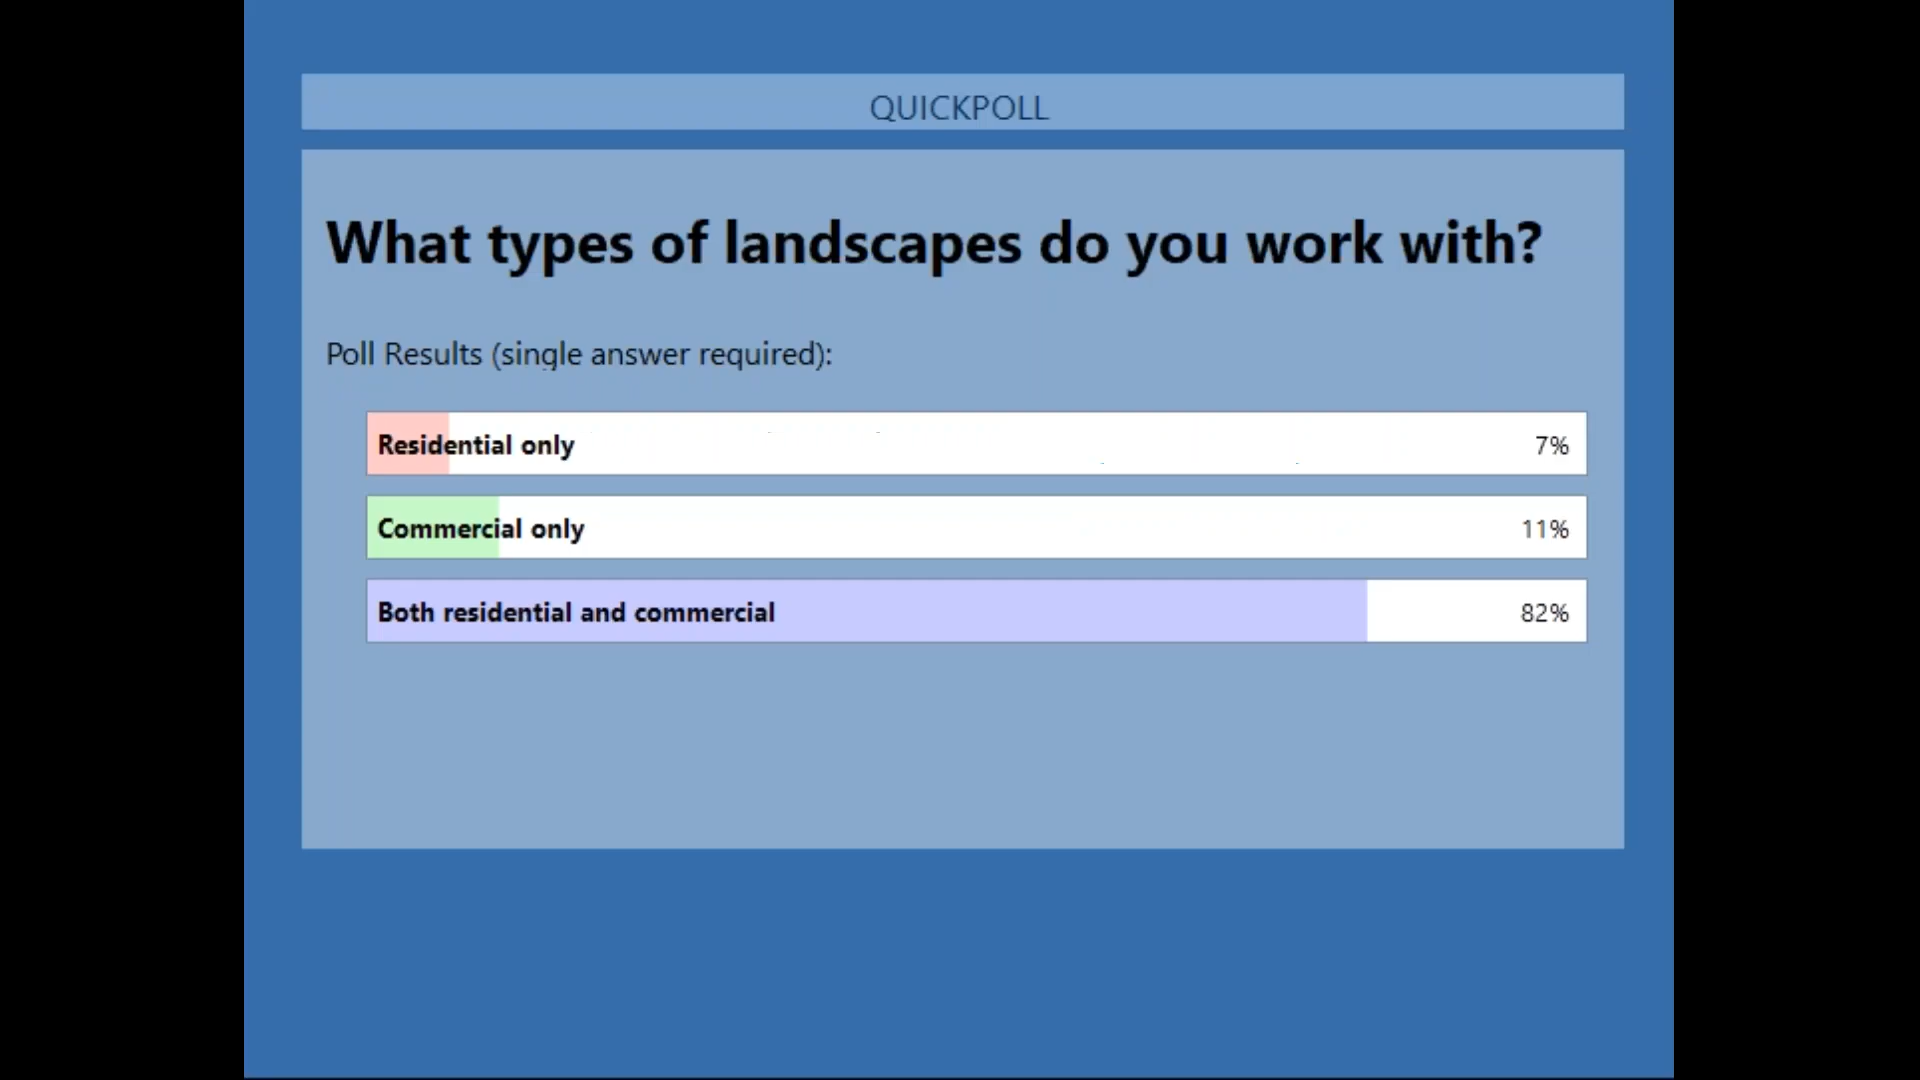 QUICKPOLL
What types of landscapes do you work with?
Poll Results (single answer required):
Residential only 7%
Commercial only 11%
Both residential and commercial 82%